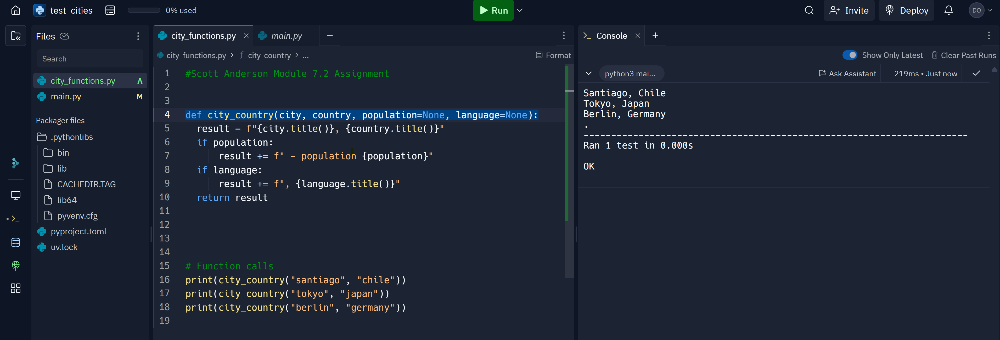 test_cities
0% used
Run
Invite
Deploy
DO
Files
Search
city_functions.py A
main.py M
Packager files
.pythonlibs
bin
lib
CACHEDIR.TAG
lib64
pyvenv.cfg
pyproject.toml
uv.lock
city_functions.py
main.py
city_functions.py > f city_country > ...
Format
1 #Scott Anderson Module 7.2 Assignment
2
3
4 def city_country(city, country, population=None, language=None):
5 result = f"{city.title()}, {country.title()}"
6 if population:
7 result += f" - population {population}"
8 if language:
9 result += f", {language.title()}"
10 return result
11
12
13
14
15 # Function calls
16 print(city_country("santiago", "chile"))
17 print(city_country("tokyo", "japan"))
18 print(city_country("berlin", "germany"))
19
Console
Show Only Latest
Clear Past Runs
python3 mai...
Ask Assistant
219ms • Just now
Santiago, Chile
Tokyo, Japan
Berlin, Germany
.
----------------------------------------------------------------------
Ran 1 test in 0.000s
OK